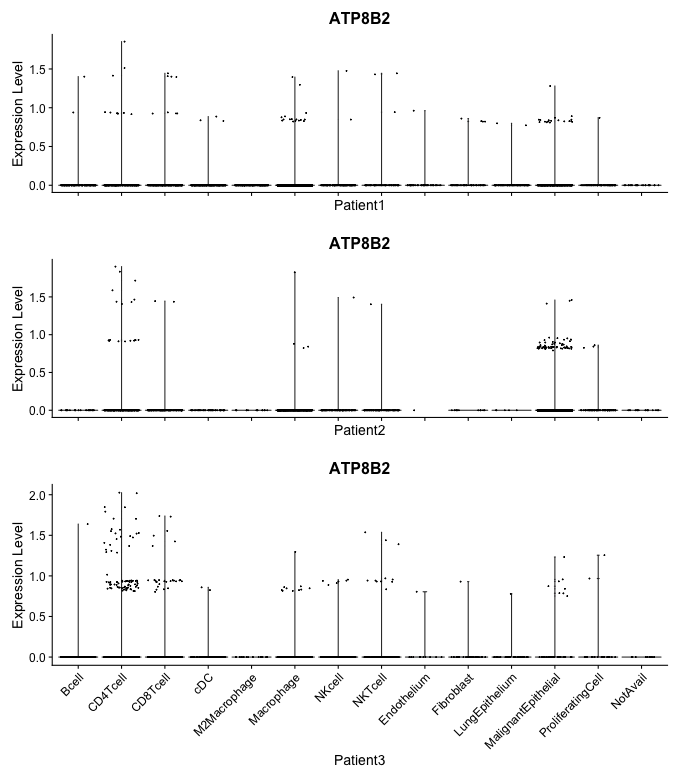 ATP8B2
Expression Level
1.5
1.0
0.5
0.0
Patient1
ATP8B2
Expression Level
1.5
1.0
0.5
0.0
Patient2
ATP8B2
Expression Level
2.0
1.5
1.0
0.5
0.0
Bcell
CD4Tcell
CD8Tcell
cDC
M2Macrophage
Macrophage
NKcell
NKTcell
Endothelium
Fibroblast
LungEpithelium
MalignantEpithelial
ProliferatingCell
NotAvail
Patient3